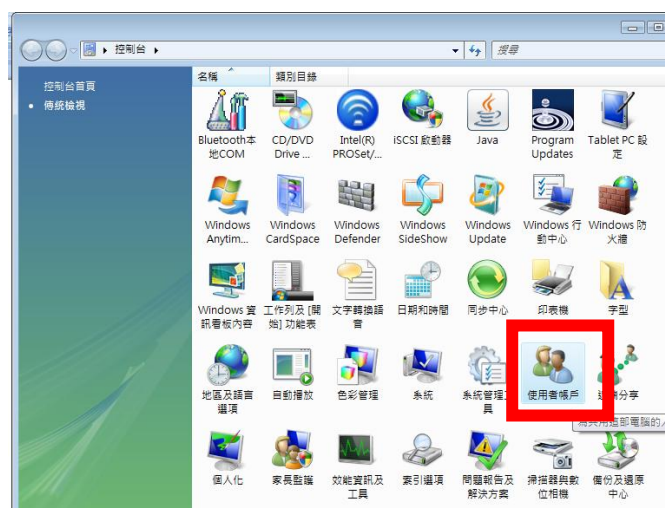 控制台
搜尋
控制台首頁
傳統檢視
名稱
類別目錄
Bluetooth本
地COM
CD/DVD
Drive ...
Intel(R)
PROSet/...
iSCSI 啟動器
Java
Program
Updates
Tablet PC 設
定
Windows
Anytim...
Windows
CardSpace
Windows
Defender
Windows
SideShow
Windows
Update
Windows 行
動中心
Windows 防
火牆
Windows 資
訊看板內容
工作列及 [開
始] 功能表
文字轉換語
音
日期和時間
同步中心
印表機
字型
地區及語言
選項
自動播放
色彩管理
系統
系統管理工
具
使用者帳戶
分享
為共用這部電腦的人
個人化
家長監護
效能資訊及
工具
索引選項
問題報告及
解決方案
掃描器與數
位相機
備份及還原
中心